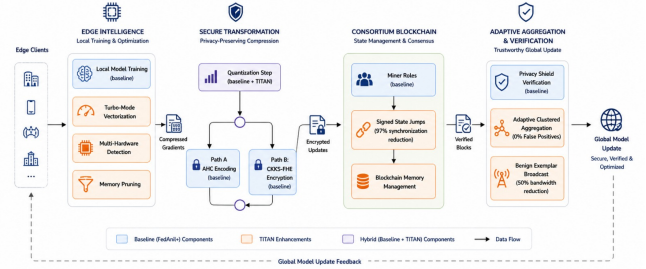 Edge Clients
...
EDGE INTELLIGENCE
Local Training & Optimization
Local Model Training
(baseline)
Turbo-Mode
Vectorization
Multi-Hardware
Detection
Memory Pruning
Compressed
Gradients
SECURE TRANSFORMATION
Privacy-Preserving Compression
Quantization Step
(baseline + TITAN)
Path A
AHC Encoding
(baseline)
Path B:
CKKS-FHE
Encryption
(baseline)
Encrypted
Updates
CONSORTIUM BLOCKCHAIN
State Management & Consensus
Miner Roles
(baseline)
Signed State Jumps
(97% synchronization
reduction)
Blockchain Memory
Management
Verified
Blocks
ADAPTIVE AGGREGATION
& VERIFICATION
Trustworthy Global Update
Privacy Shield
Verification
(baseline)
Adaptive Clustered
Aggregation
(0% False Positives)
Benign Exemplar
Broadcast
(50% bandwidth
reduction)
Global Model
Update
Secure, Verified &
Optimized
Baseline (FedAnil+) Components
TITAN Enhancements
Hybrid (Baseline + TITAN) Components
Data Flow
Global Model Update Feedback